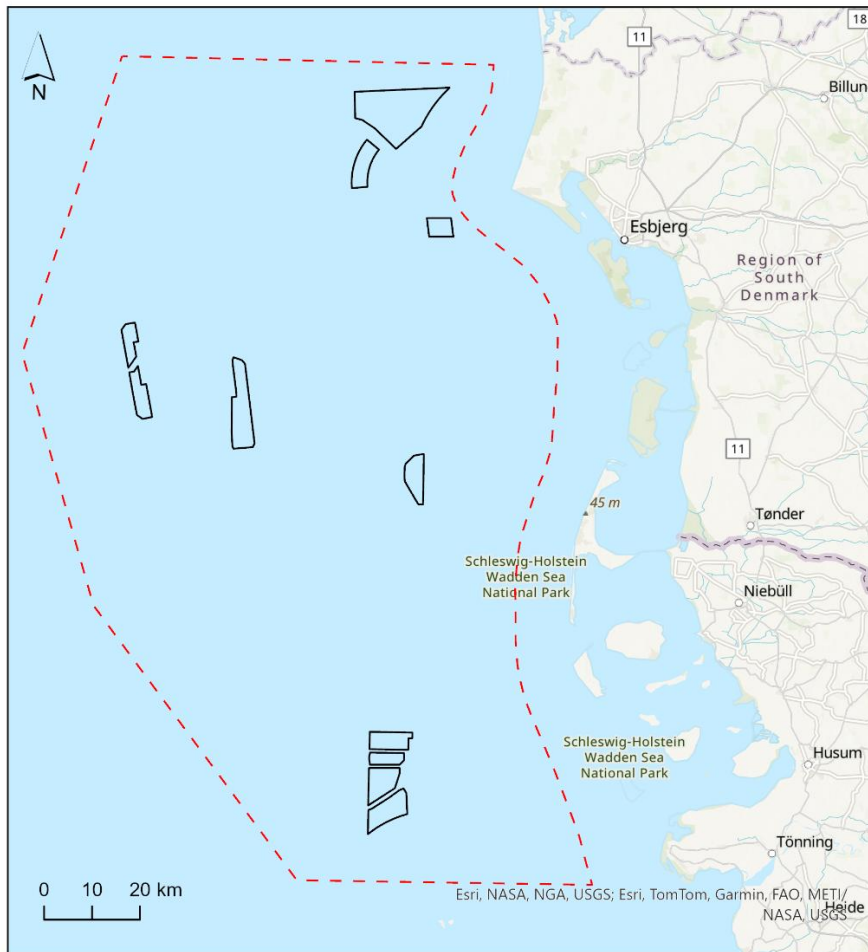 18
11
N
Billun
Esbjerg
Region of
South
Denmark
11
45 m
Tønder
Schleswig-Holstein
Wadden Sea
National Park
Niebüll
Schleswig-Holstein
Wadden Sea
National Park
Husum
Tönning
0 10 20 km
Esri, NASA, NGA, USGS; Esri, TomTom, Garmin, FAO, METI/
NASA, USGS
Heide